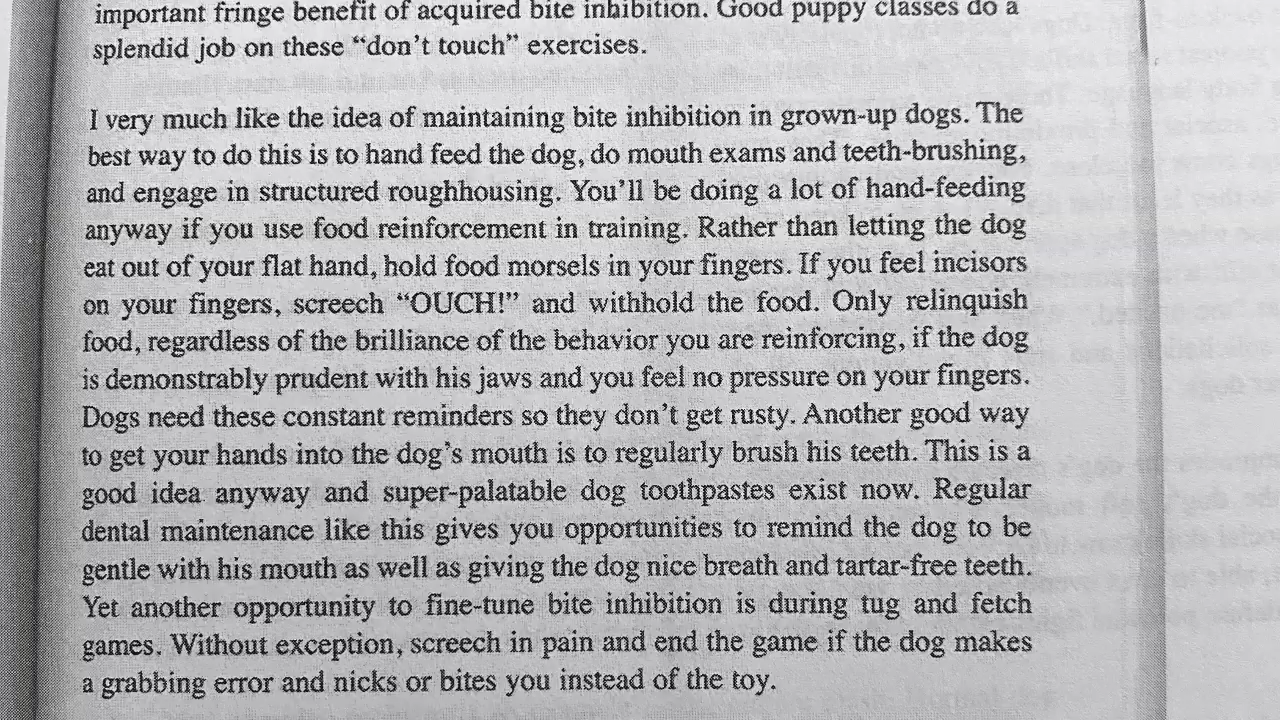 important fringe benefit of acquired bite inhibition. Good puppy classes do a
splendid job on these “don’t touch” exercises.
I very much like the idea of maintaining bite inhibition in grown-up dogs. The
best way to do this is to hand feed the dog, do mouth exams and teeth-brushing,
and engage in structured roughhousing. You’ll be doing a lot of hand-feeding
anyway if you use food reinforcement in training. Rather than letting the dog
eat out of your flat hand, hold food morsels in your fingers. If you feel incisors
on your fingers, screech “OUCH!” and withhold the food. Only relinquish
food, regardless of the brilliance of the behavior you are reinforcing, if the dog
is demonstrably prudent with his jaws and you feel no pressure on your fingers.
Dogs need these constant reminders so they don’t get rusty. Another good way
to get your hands into the dog’s mouth is to regularly brush his teeth. This is a
good idea anyway and super-palatable dog toothpastes exist now. Regular
dental maintenance like this gives you opportunities to remind the dog to be
gentle with his mouth as well as giving the dog nice breath and tartar-free teeth.
Yet another opportunity to fine-tune bite inhibition is during tug and fetch
games. Without exception, screech in pain and end the game if the dog makes
a grabbing error and nicks or bites you instead of the toy.